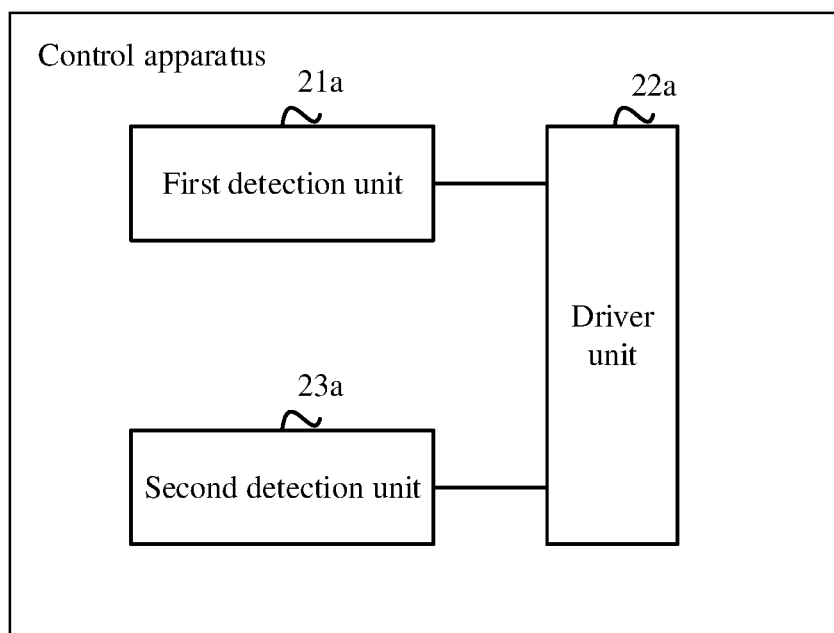 Control apparatus
21a
22a
First detection unit
Driver
unit
23a
Second detection unit